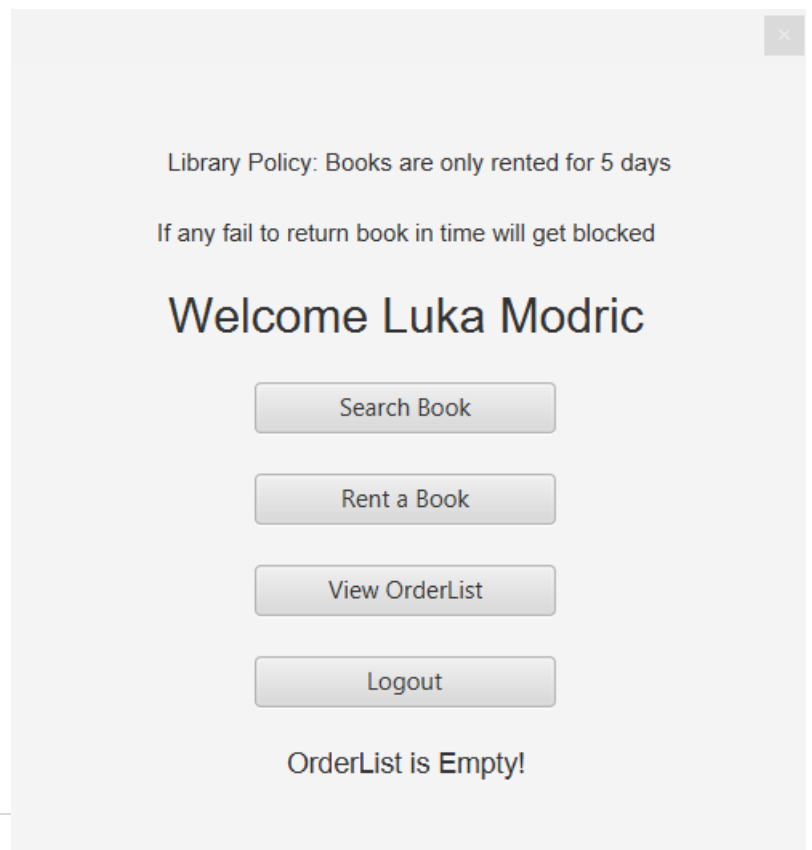 Library Policy: Books are only rented for 5 days
If any fail to return book in time will get blocked
Welcome Luka Modric
Search Book
Rent a Book
View OrderList
Logout
OrderList is Empty!